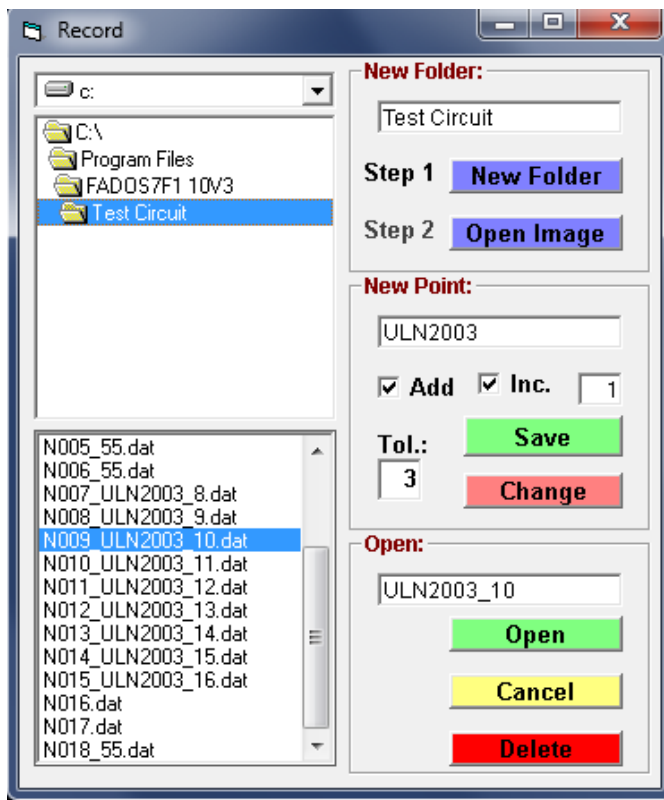 Record
c:
C:\
Program Files
FADOS7F1 10V3
Test Circuit
N005_55.dat
N006_55.dat
N007_ULN2003_8.dat
N008_ULN2003_9.dat
N009_ULN2003_10.dat
N010_ULN2003_11.dat
N011_ULN2003_12.dat
N012_ULN2003_13.dat
N013_ULN2003_14.dat
N014_ULN2003_15.dat
N015_ULN2003_16.dat
N016.dat
N017.dat
N018_55.dat
New Folder:
Test Circuit
Step 1 New Folder
Step 2 Open Image
New Point:
ULN2003
Add Inc. 1
Tol.: Save
3 Change
Open:
ULN2003_10
Open
Cancel
Delete